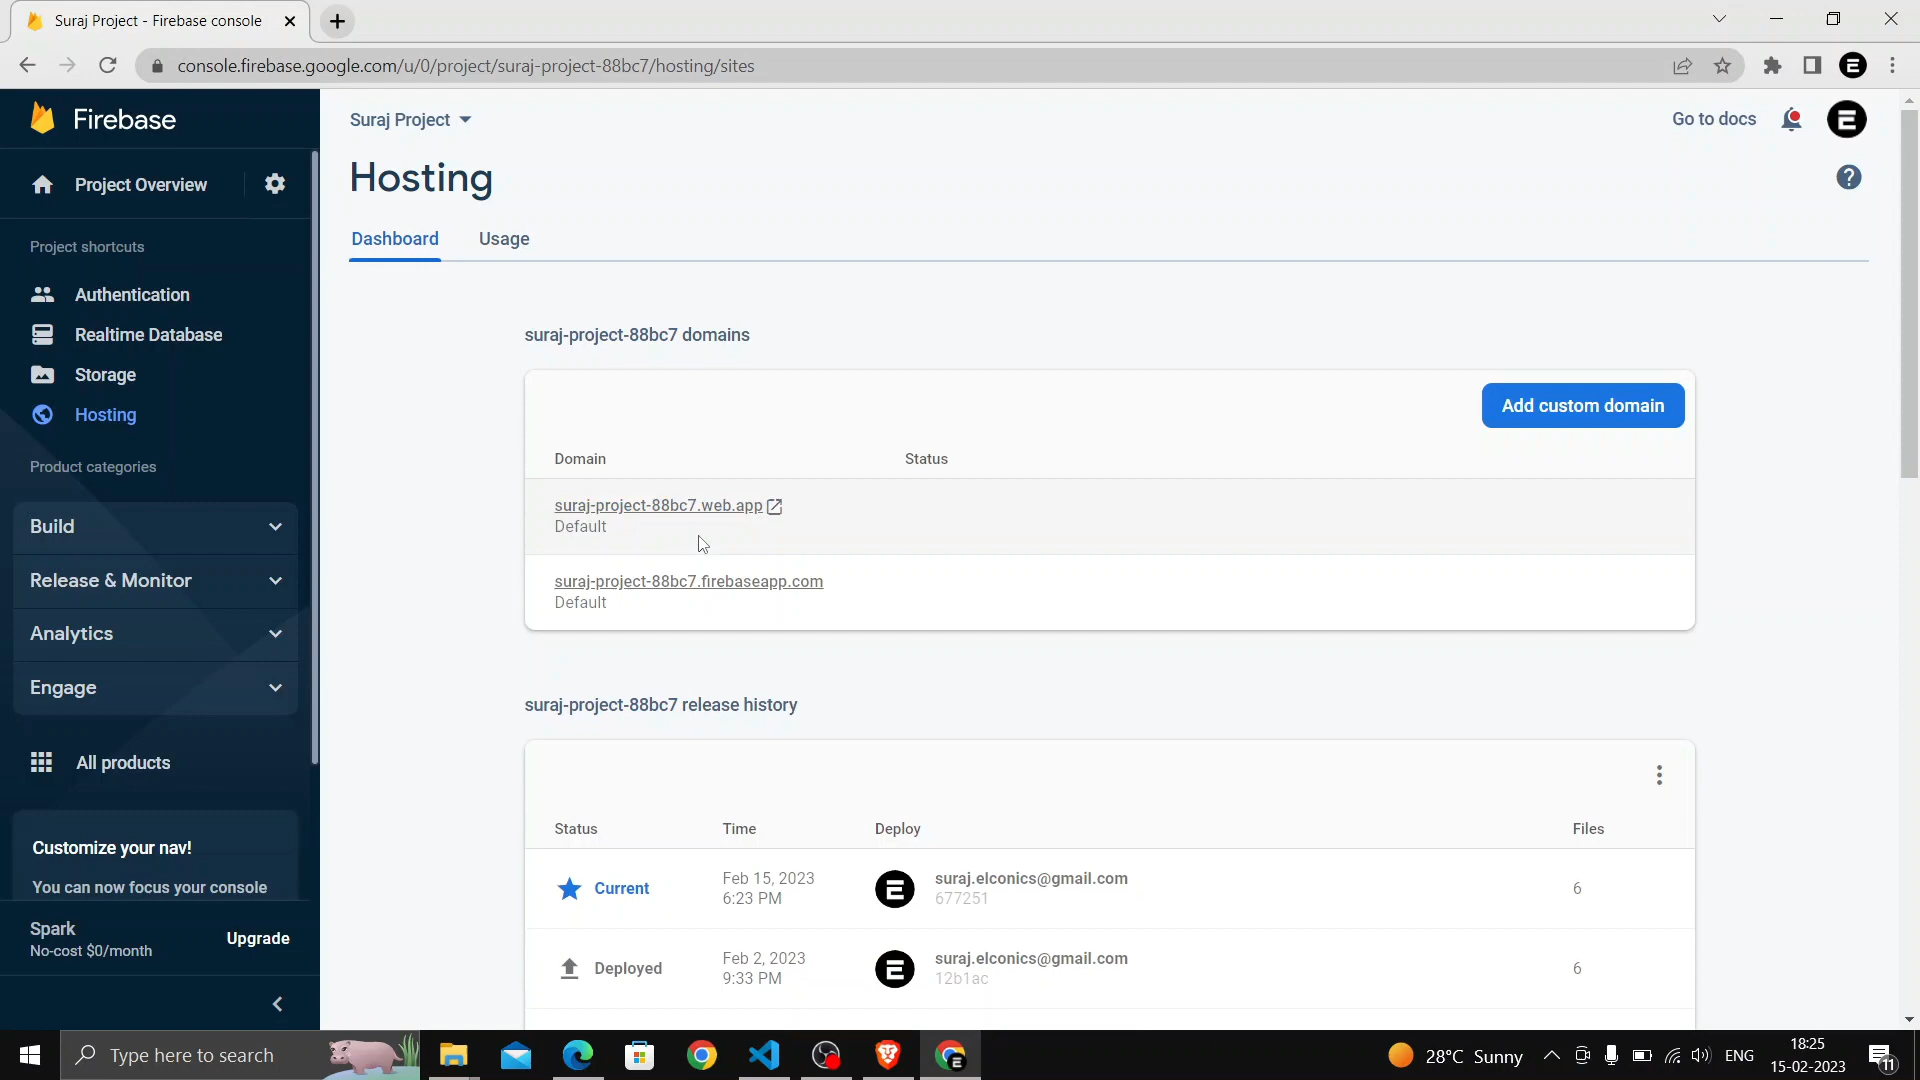 Suraj Project - Firebase console
console.firebase.google.com/u/0/project/suraj-project-88bc7/hosting/sites
Firebase
Project Overview
Project shortcuts
Authentication
Realtime Database
Storage
Hosting
Product categories
Build
Release & Monitor
Analytics
Engage
All products
Customize your nav!
You can now focus your console
Spark
No-cost $0/month
Upgrade
Suraj Project
Go to docs
E
E
Hosting
?
Dashboard
Usage
suraj-project-88bc7 domains
Add custom domain
Domain
Status
suraj-project-88bc7.web.app
Default
suraj-project-88bc7.firebaseapp.com
Default
suraj-project-88bc7 release history
Status
Time
Deploy
Files
Current
Feb 15, 2023
6:23 PM
E
suraj.elconics@gmail.com
677251
6
Deployed
Feb 2, 2023
9:33 PM
E
suraj.elconics@gmail.com
12b1ac
6
Type here to search
28°C Sunny
ENG
18:25
15-02-2023
11